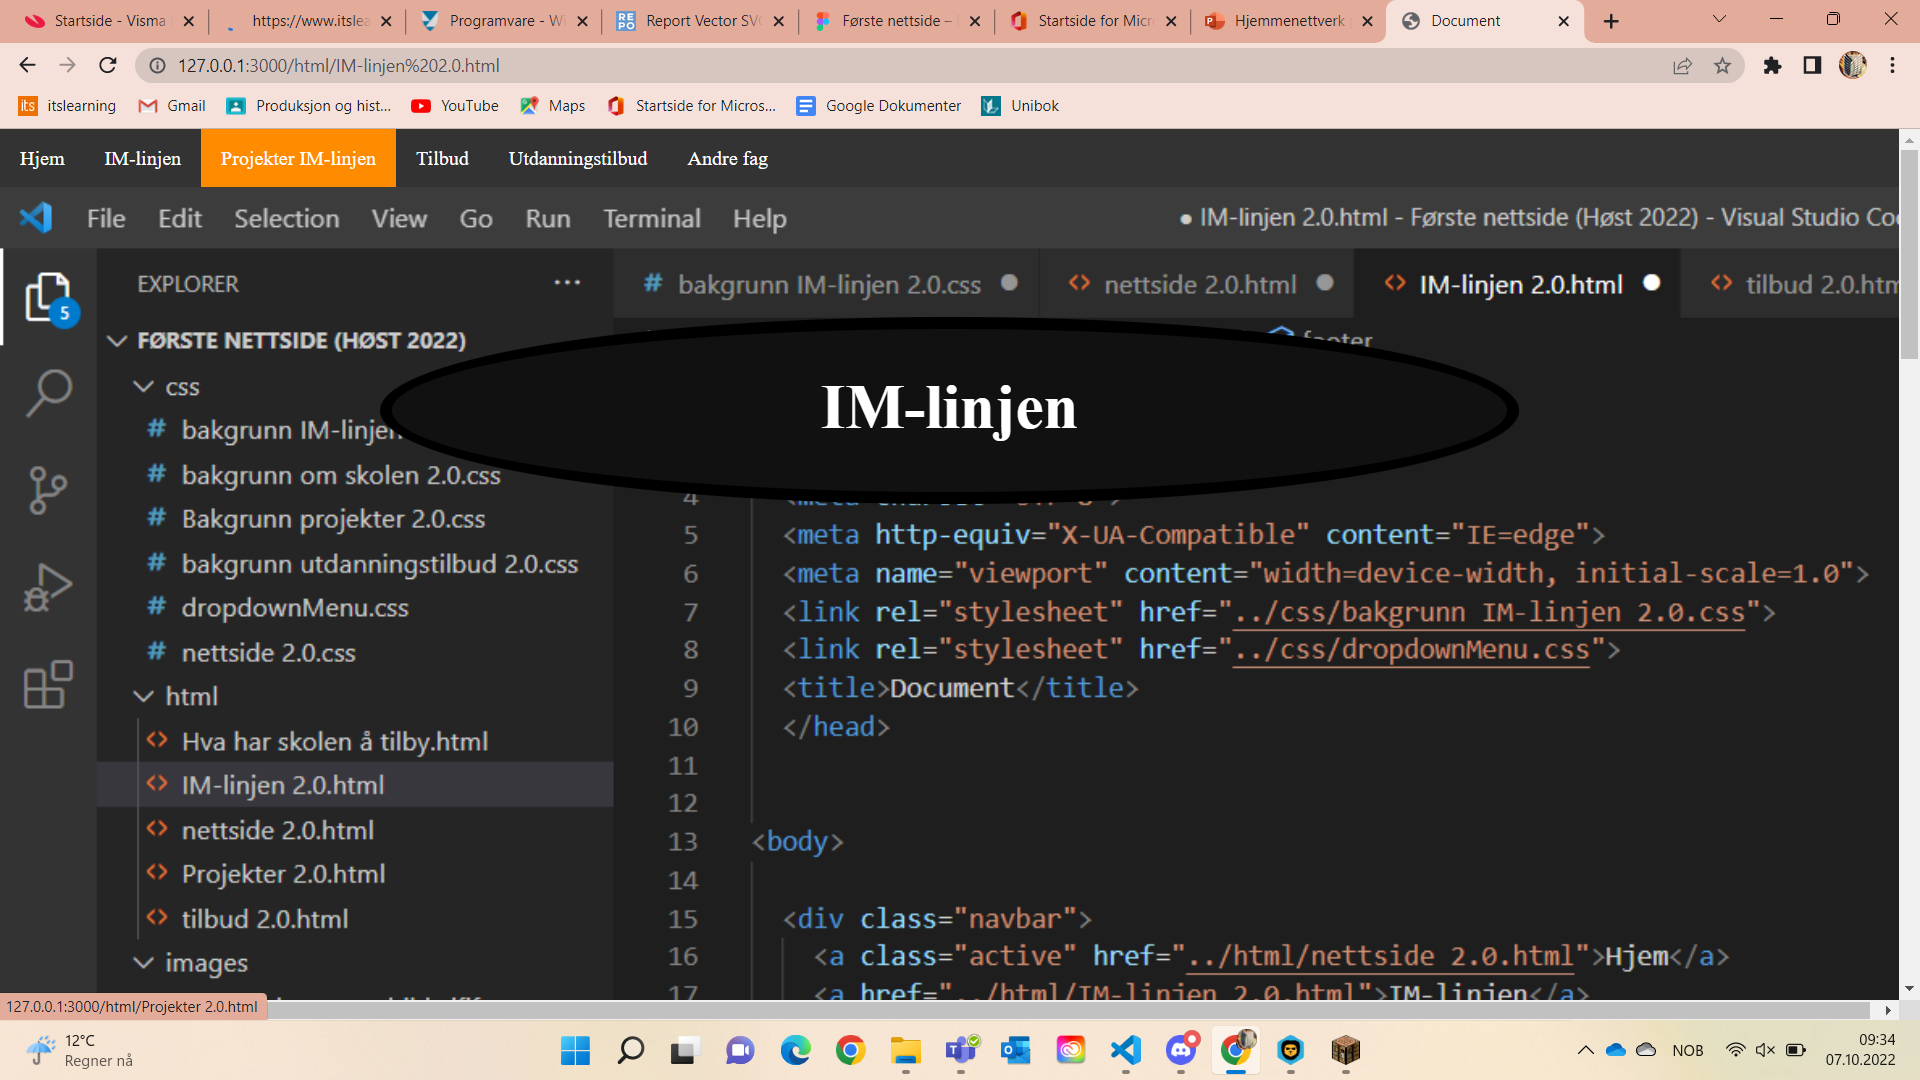 Startside - Visma
https://www.itslea
Programvare - Wi
Report Vector SVG
Første nettside –
Startside for Micr
Hjemmenettverk
Document
127.0.0.1:3000/html/IM-linjen%202.0.html
its itslearning
Gmail
Produksjon og hist...
YouTube
Maps
Startside for Micros...
Google Dokumenter
Unibok
Hjem
IM-linjen
Projekter IM-linjen
Tilbud
Utdanningstilbud
Andre fag
File Edit Selection View Go Run Terminal Help
● IM-linjen 2.0.html - Første nettside (Høst 2022) - Visual Studio Co
EXPLORER ...
# bakgrunn IM-linjen 2.0.css
<> nettside 2.0.html
<> IM-linjen 2.0.html
<> tilbud 2.0.htm
5
FØRSTE NETTSIDE (HØST 2022)
footer
css
IM-linjen
# bakgrunn IM-linjen
# bakgrunn om skolen 2.0.css
# Bakgrunn projekter 2.0.css
# bakgrunn utdanningstilbud 2.0.css
# dropdownMenu.css
# nettside 2.0.css
html
<> Hva har skolen å tilby.html
<> IM-linjen 2.0.html
<> nettside 2.0.html
<> Projekter 2.0.html
<> tilbud 2.0.html
images
4 <meta
5 <meta http-equiv="X-UA-Compatible" content="IE=edge">
6 <meta name="viewport" content="width=device-width, initial-scale=1.0">
7 <link rel="stylesheet" href="../css/bakgrunn IM-linjen 2.0.css">
8 <link rel="stylesheet" href="../css/dropdownMenu.css">
9 <title>Document</title>
10 </head>
11
12
13 <body>
14
15 <div class="navbar">
16 <a class="active" href="../html/nettside 2.0.html">Hjem</a>
17 <a href="../html/IM-linjen 2.0.html">IM-linjen</a>
127.0.0.1:3000/html/Projekter 2.0.html
12°C
Regner nå
NOB
09:34
07.10.2022